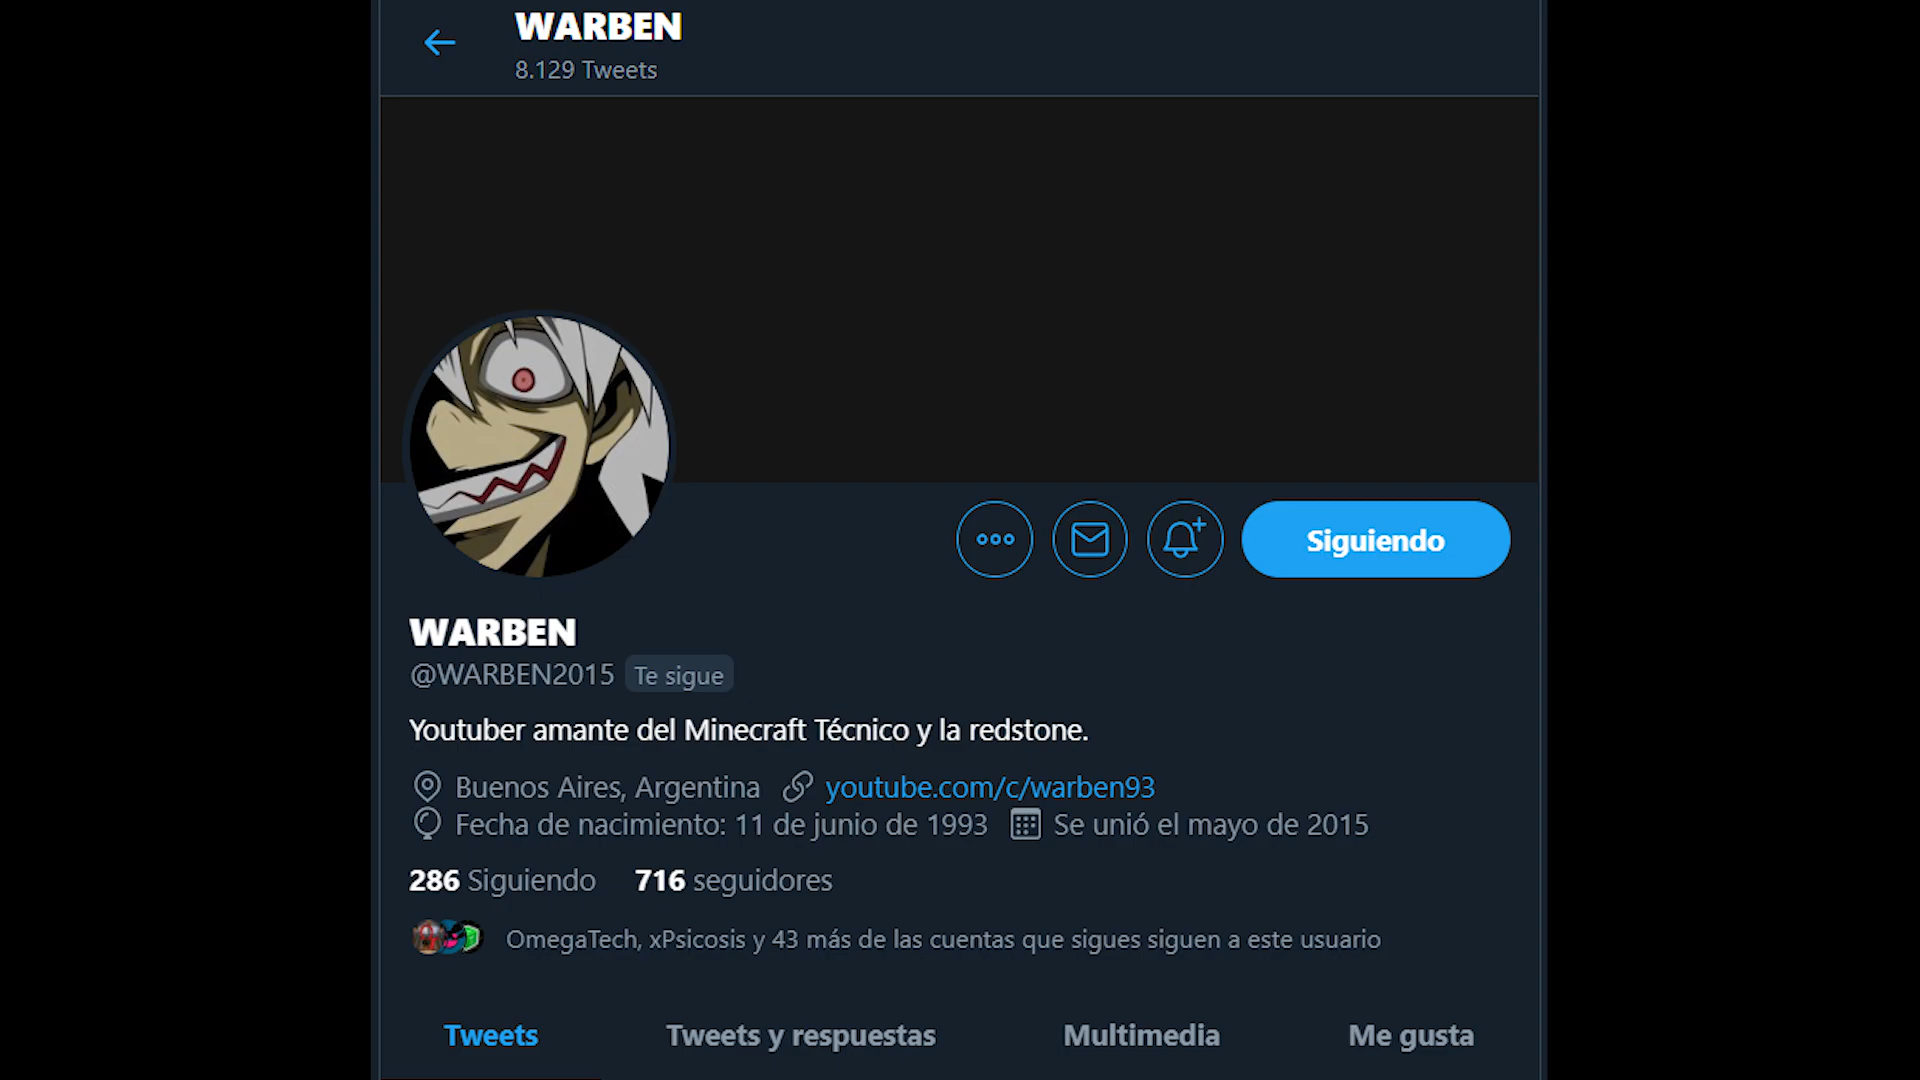 WARBEN
8.129 Tweets
Siguiendo
WARBEN
@WARBEN2015 Te sigue
Youtuber amante del Minecraft Técnico y la redstone.
Buenos Aires, Argentina youtube.com/c/warben93
Fecha de nacimiento: 11 de junio de 1993 Se unió el mayo de 2015
286 Siguiendo 716 seguidores
OmegaTech, xPsicosis y 43 más de las cuentas que sigues siguen a este usuario
Tweets Tweets y respuestas Multimedia Me gusta